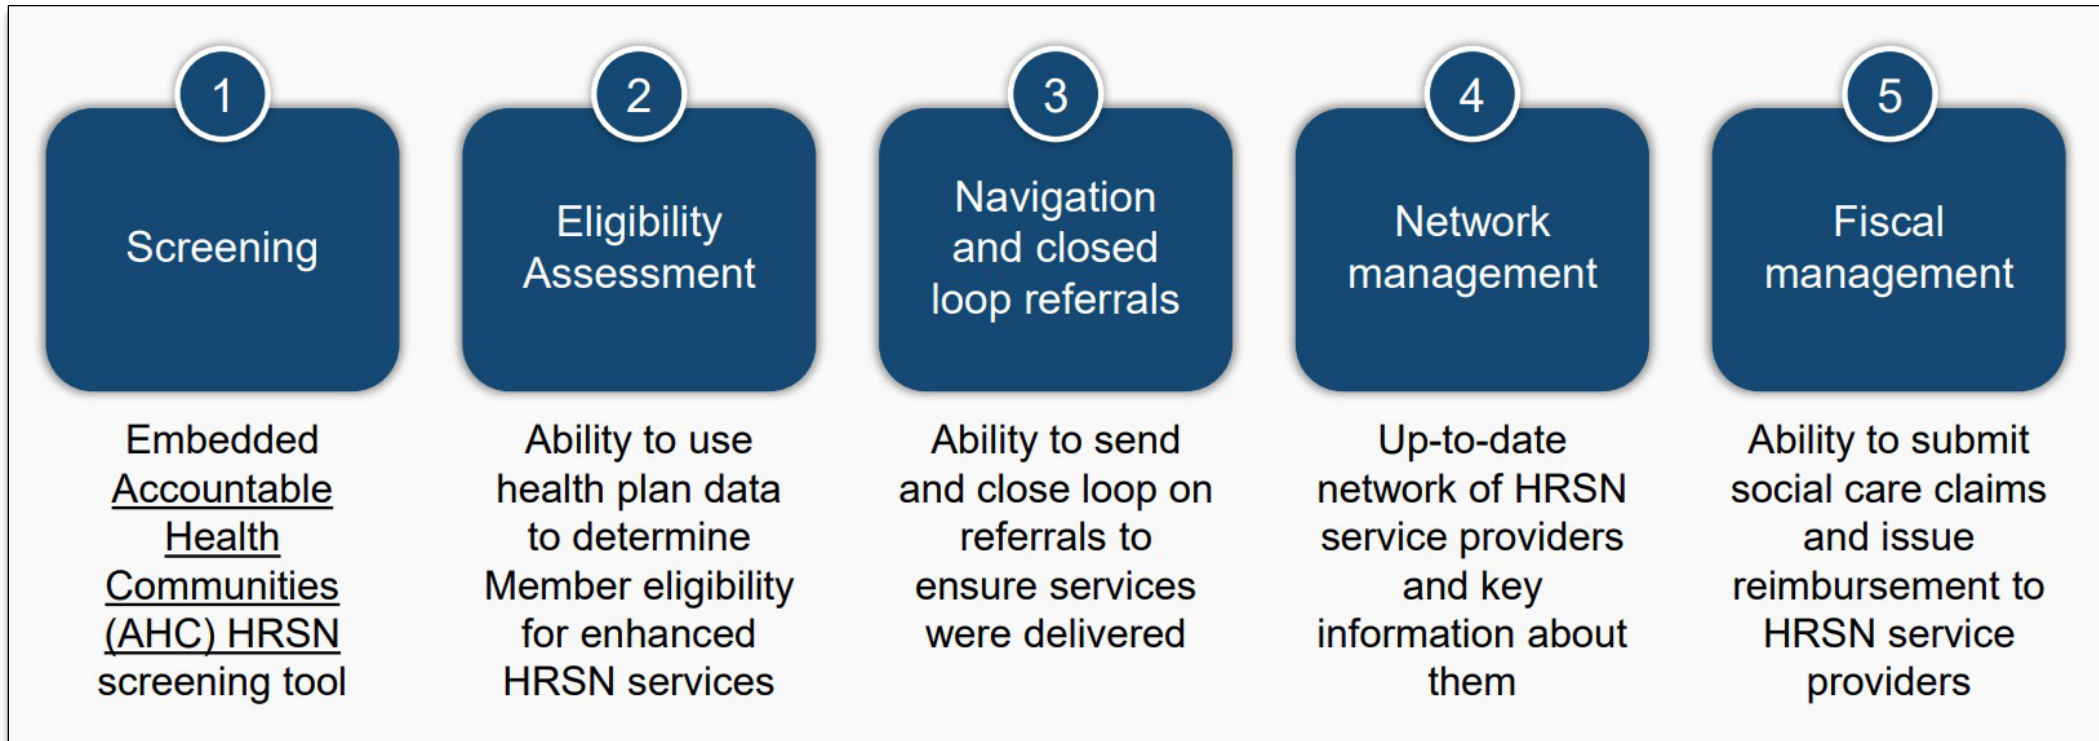 1
Screening
Embedded
Accountable
Health
Communities
(AHC) HRSN
screening tool
2
Eligibility
Assessment
Ability to use
health plan data
to determine
Member eligibility
for enhanced
HRSN services
3
Navigation
and closed
loop referrals
Ability to send
and close loop on
referrals to
ensure services
were delivered
4
Network
management
Up-to-date
network of HRSN
service providers
and key
information about
them
5
Fiscal
management
Ability to submit
social care claims
and issue
reimbursement to
HRSN service
providers